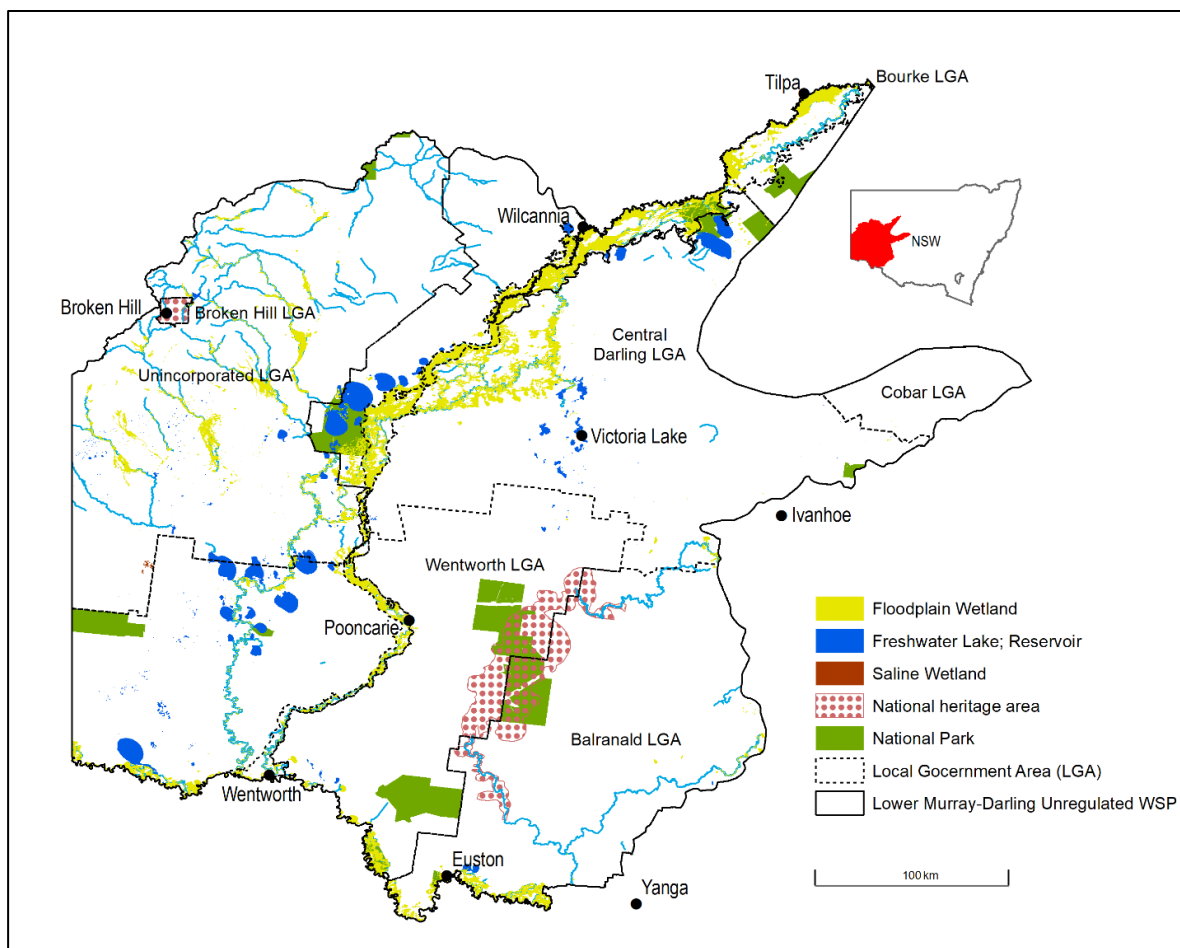 Tilpa
Bourke LGA
Wilcannia
NSW
Broken Hill
Broken Hill LGA
Central
Darling LGA
Unincorporated LGA
Cobar LGA
Victoria Lake
Ivanhoe
Wentworth LGA
Pooncarie
Balranald LGA
Wentworth
Euston
Yanga
Floodplain Wetland
Freshwater Lake; Reservoir
Saline Wetland
National heritage area
National Park
Local Gocernment Area (LGA)
Lower Murray-Darling Unregulated WSP
100 km